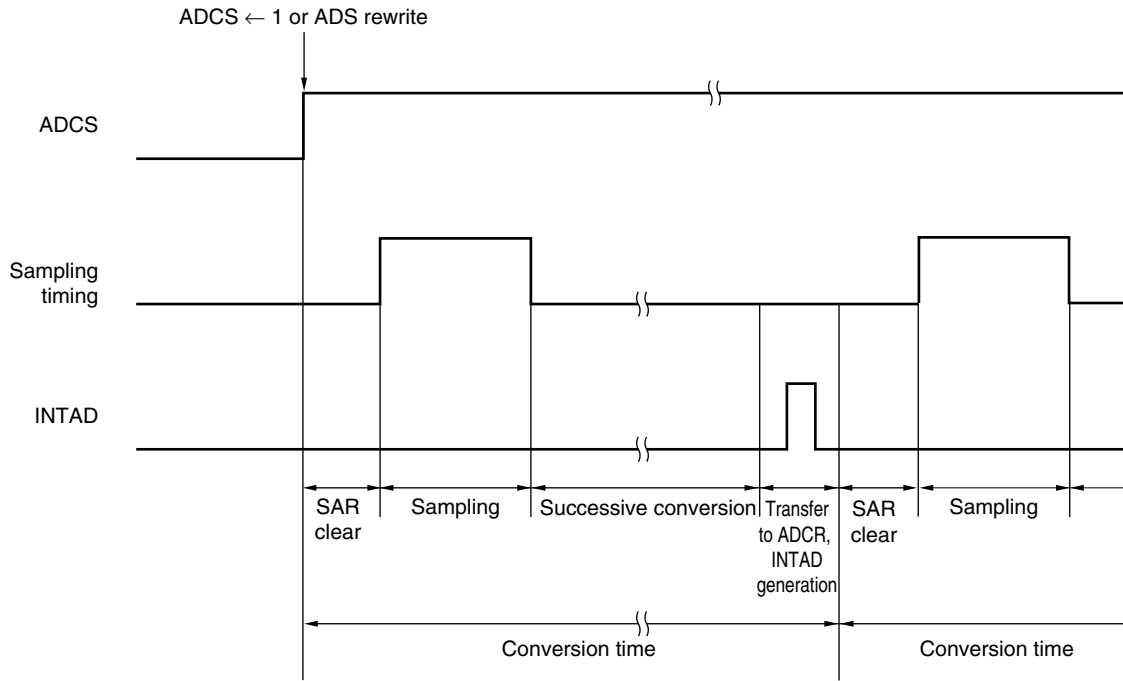 ADCS ← 1 or ADS rewrite
ADCS
Sampling
timing
INTAD
SAR
clear
Sampling
Successive conversion
Transfer
to ADCR,
INTAD
generation
SAR
clear
Sampling
Conversion time
Conversion time